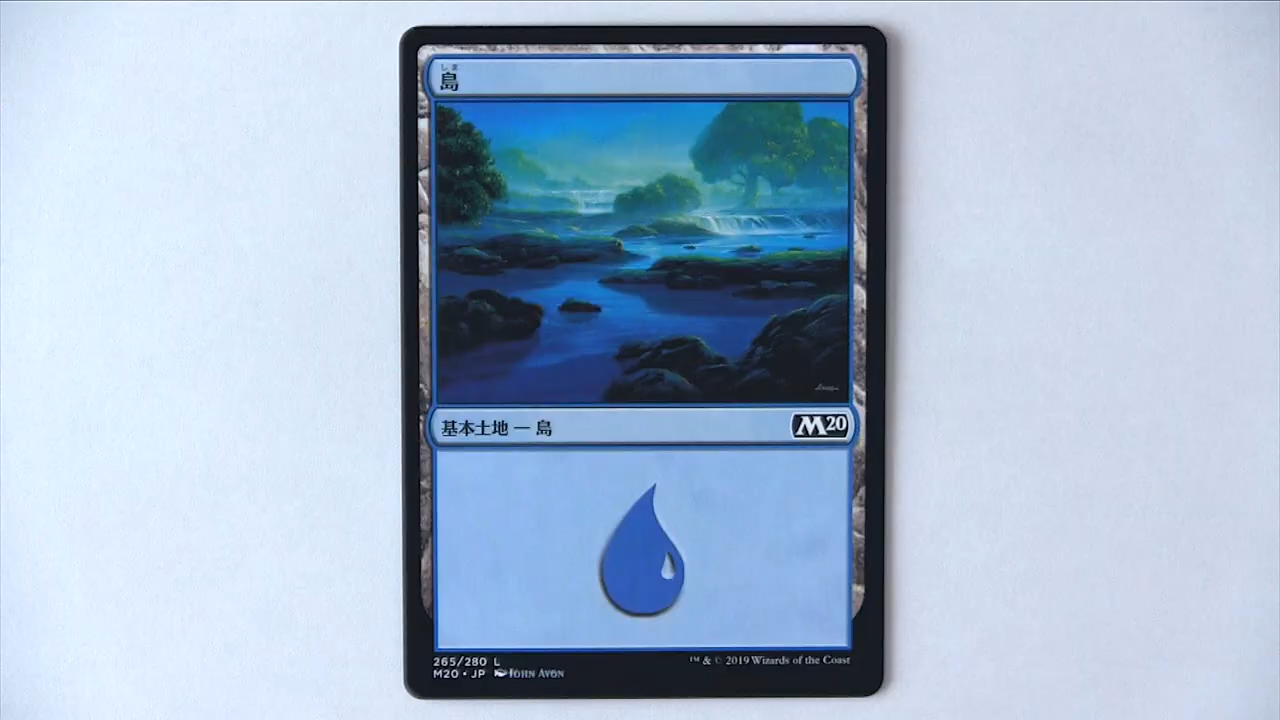 しま
島
基本土地 — 島
M20
265/280 L
M20 • JP JOHN AVON
™ & © 2019 Wizards of the Coast